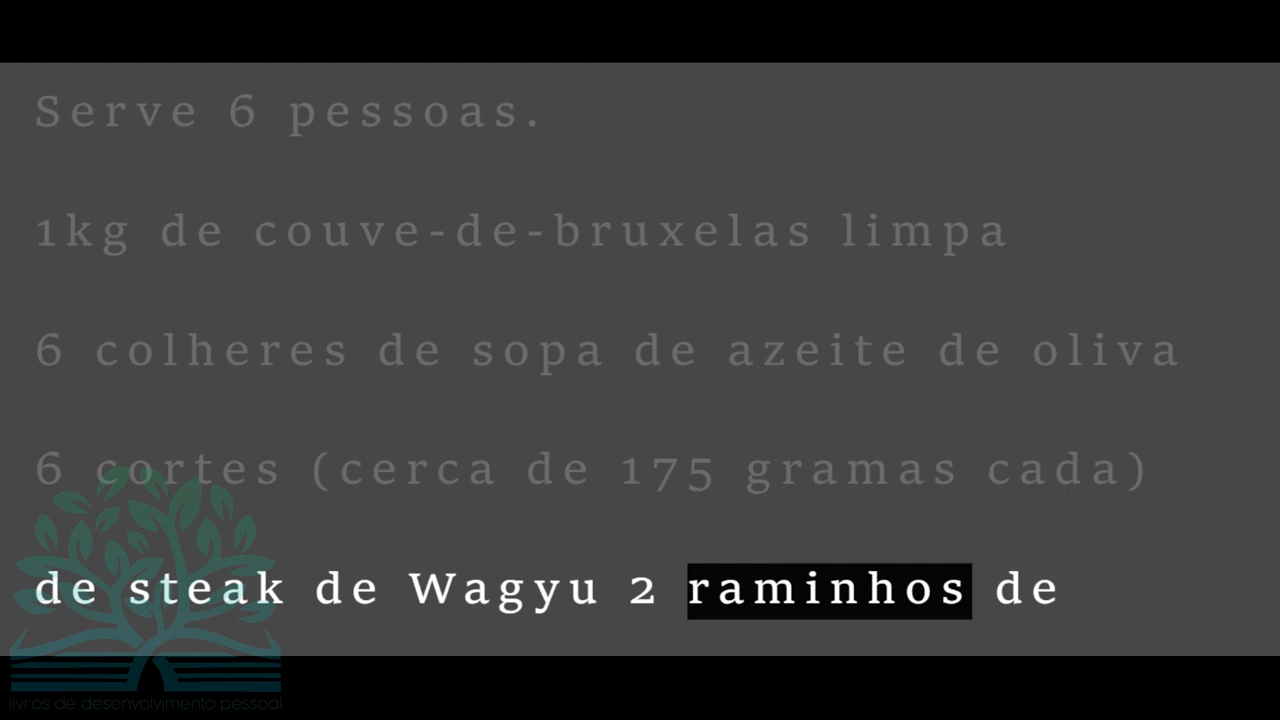 Serve 6 pessoas.
1kg de couve-de-bruxelas limpa
6 colheres de sopa de azeite de oliva
6 cortes (cerca de 175 gramas cada)
de steak de Wagyu 2 raminhos de
livros de desenvolvimento pessoal